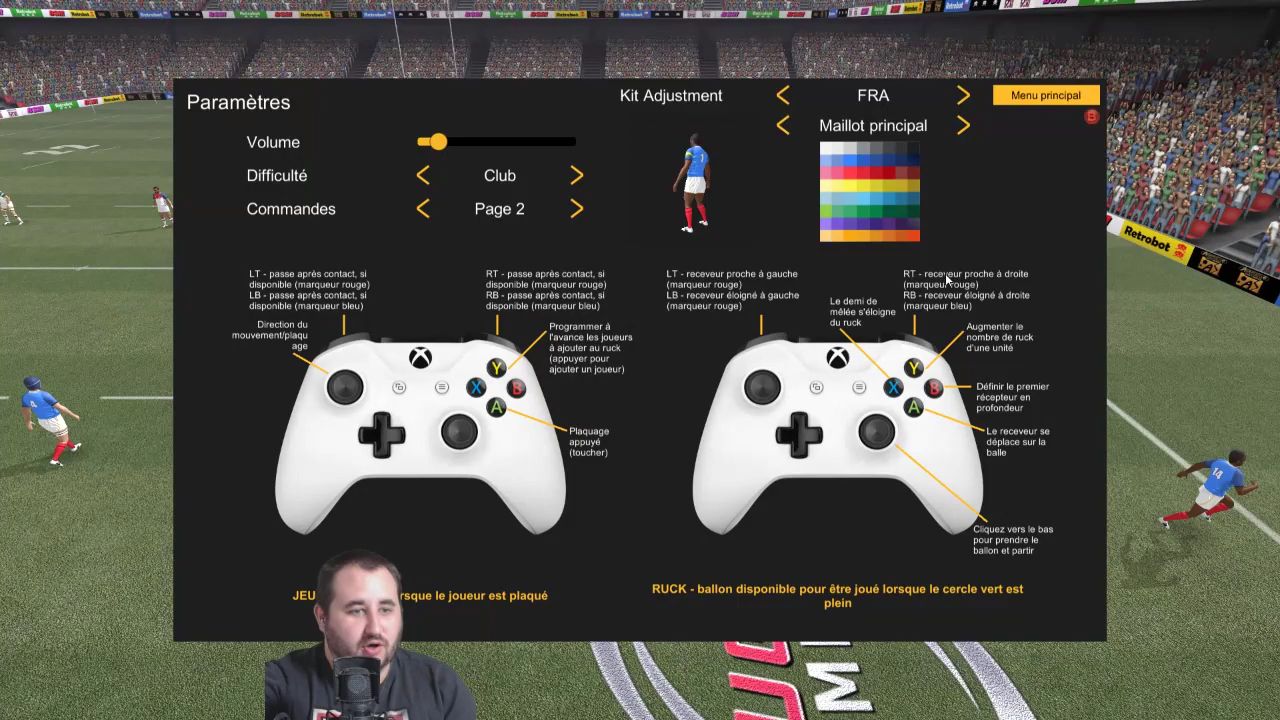 Retrobot
Paramètres
Kit Adjustment
FRA
Menu principal
B
Maillot principal
Volume
Difficulté
Club
Commandes
Page 2
LT - passe après contact, si
disponible (marqueur rouge)
LB - passe après contact, si
disponible (marqueur bleu)
RT - passe après contact, si
disponible (marqueur rouge)
RB - passe après contact, si
disponible (marqueur bleu)
Direction du
mouvement/plaqu
age
Programmer à
l'avance les joueurs
à ajouter au ruck
(appuyer pour
ajouter un joueur)
Y
X
B
A
Plaquage
appuyé
(toucher)
LT - receveur proche à gauche
(marqueur rouge)
LB - receveur éloigné à gauche
(marqueur rouge)
RT - receveur proche à droite
(marqueur rouge)
RB - receveur éloigné à droite
(marqueur bleu)
Le demi de
mêlée s'éloigne
du ruck
Augmenter le
nombre de ruck
d'une unité
Y
X
B
A
Définir le premier
récepteur en
profondeur
Le receveur se
déplace sur la
balle
Cliquez vers le bas
pour prendre le
ballon et partir
JEU
rsque le joueur est plaqué
RUCK - ballon disponible pour être joué lorsque le cercle vert est
plein
Retrobot
14